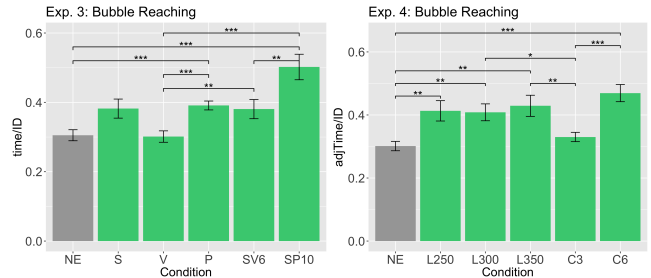 Exp. 3: Bubble Reaching
time/ID
0.6
0.4
0.2
0.0
***
***
***
***
**
**
NE S V P SV6 SP10
Condition
Exp. 4: Bubble Reaching
adjTime/ID
0.6
0.4
0.2
0.0
***
***
*
**
**
**
**
NE L250 L300 L350 C3 C6
Condition